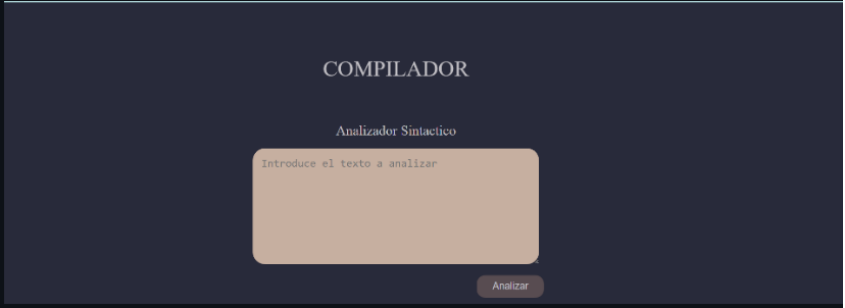 COMPILADOR
Analizador Sintactico
Introduce el texto a analizar
Analizar